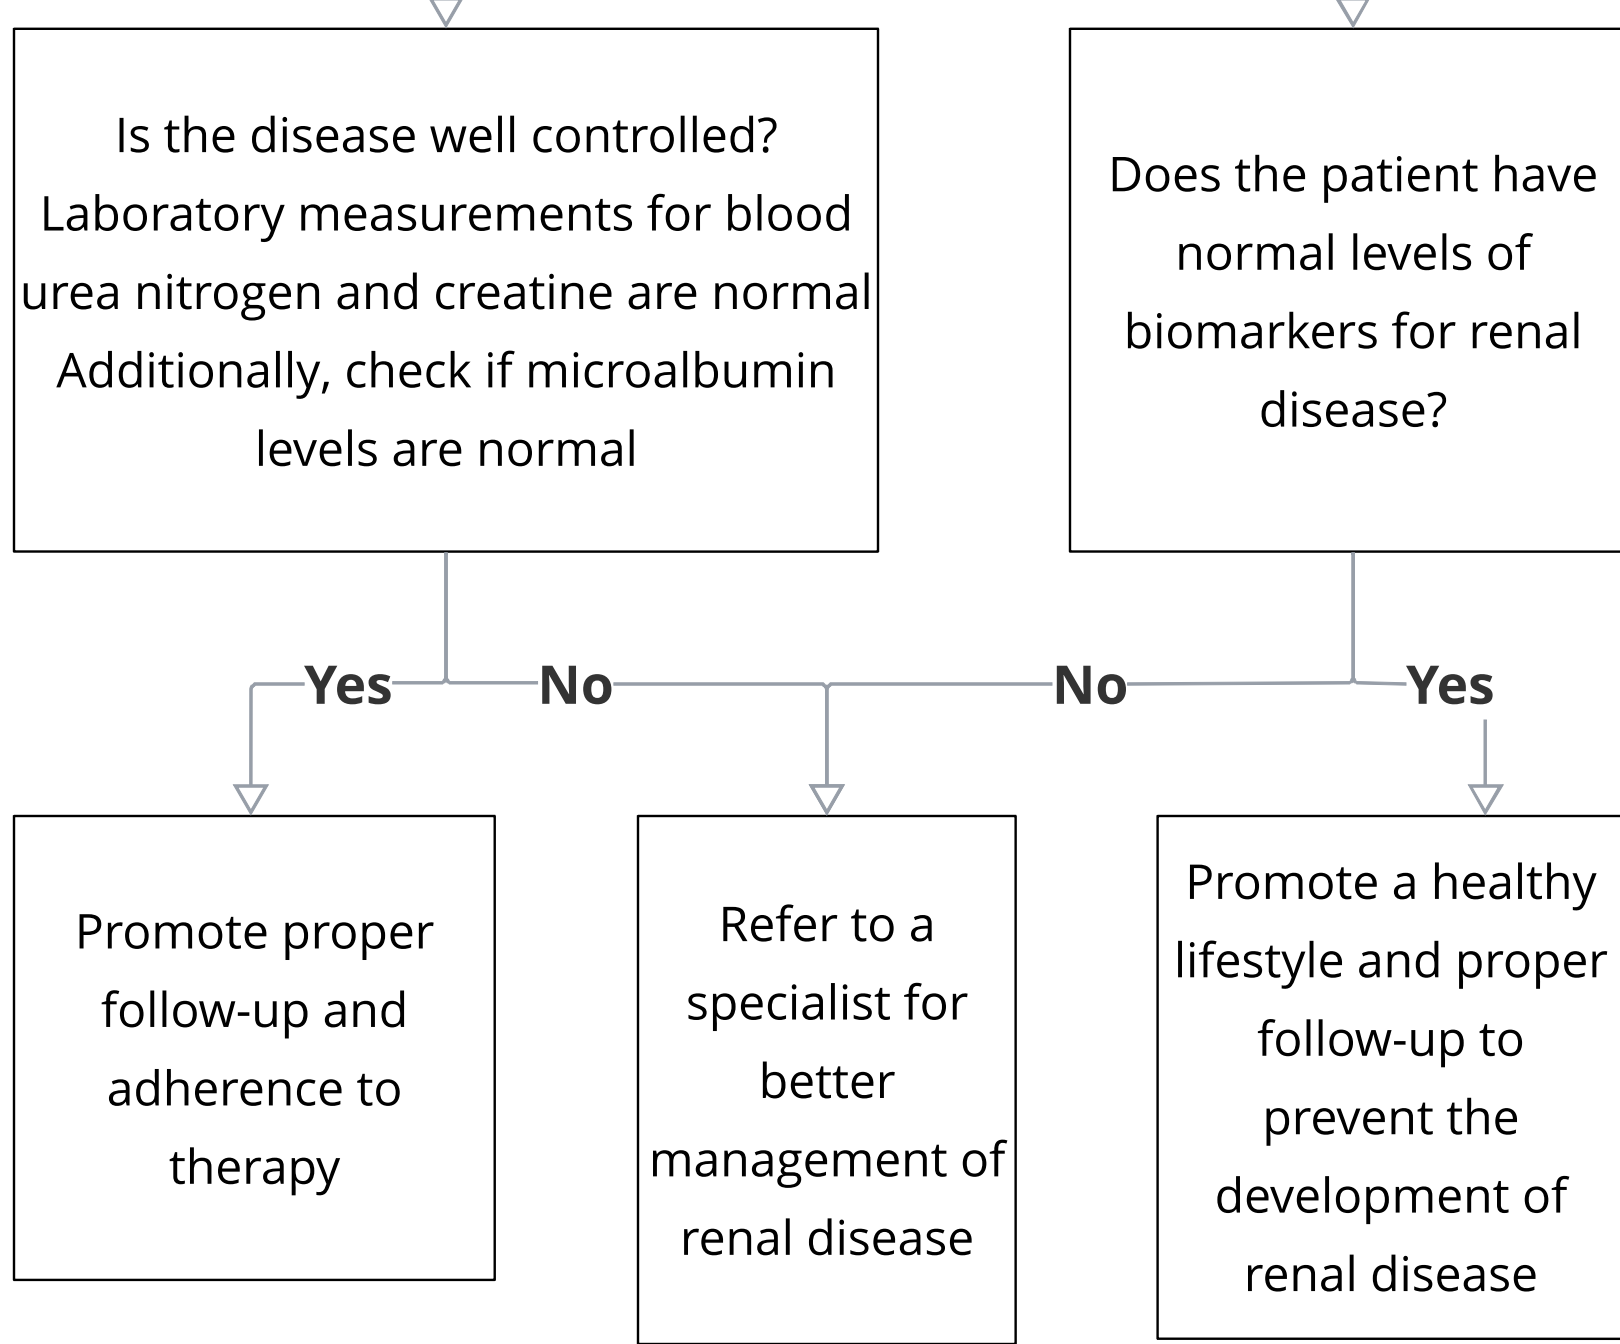 Is the disease well controlled?
Laboratory measurements for blood
urea nitrogen and creatine are normal
Additionally, check if microalbumin
levels are normal
Does the patient have
normal levels of
biomarkers for renal
disease?
Yes
No
No
Yes
Promote proper
follow-up and
adherence to
therapy
Refer to a
specialist for
better
management of
renal disease
Promote a healthy
lifestyle and proper
follow-up to
prevent the
development of
renal disease